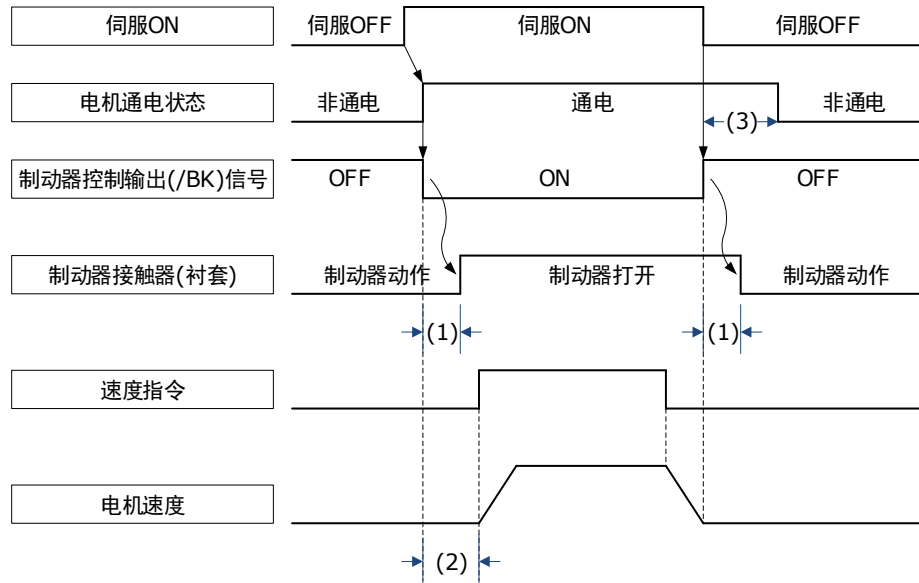 伺服ON
伺服OFF
伺服ON
伺服OFF
电机通电状态
非通电
通电
(3)
非通电
制动器控制输出(/BK)信号
OFF
ON
OFF
制动器接触器(衬套)
制动器动作
制动器打开
制动器动作
(1)
(1)
速度指令
电机速度
(2)